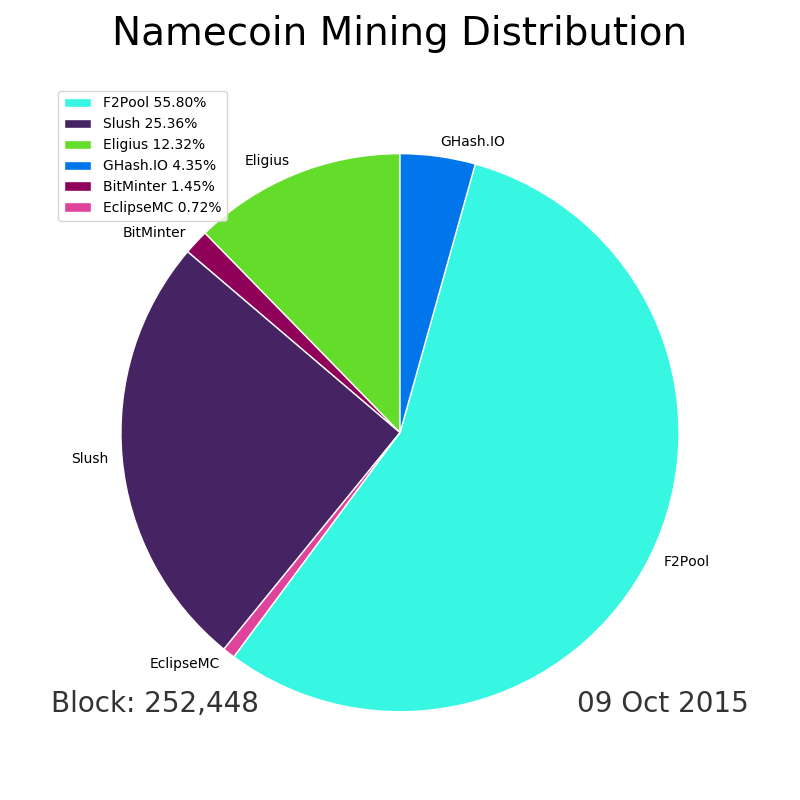 Namecoin Mining Distribution
F2Pool 55.80%
Slush 25.36%
Eligius 12.32%
GHash.IO 4.35%
BitMinter 1.45%
EclipseMC 0.72%
GHash.IO
Eligius
BitMinter
Slush
F2Pool
EclipseMC
Block: 252,448
09 Oct 2015